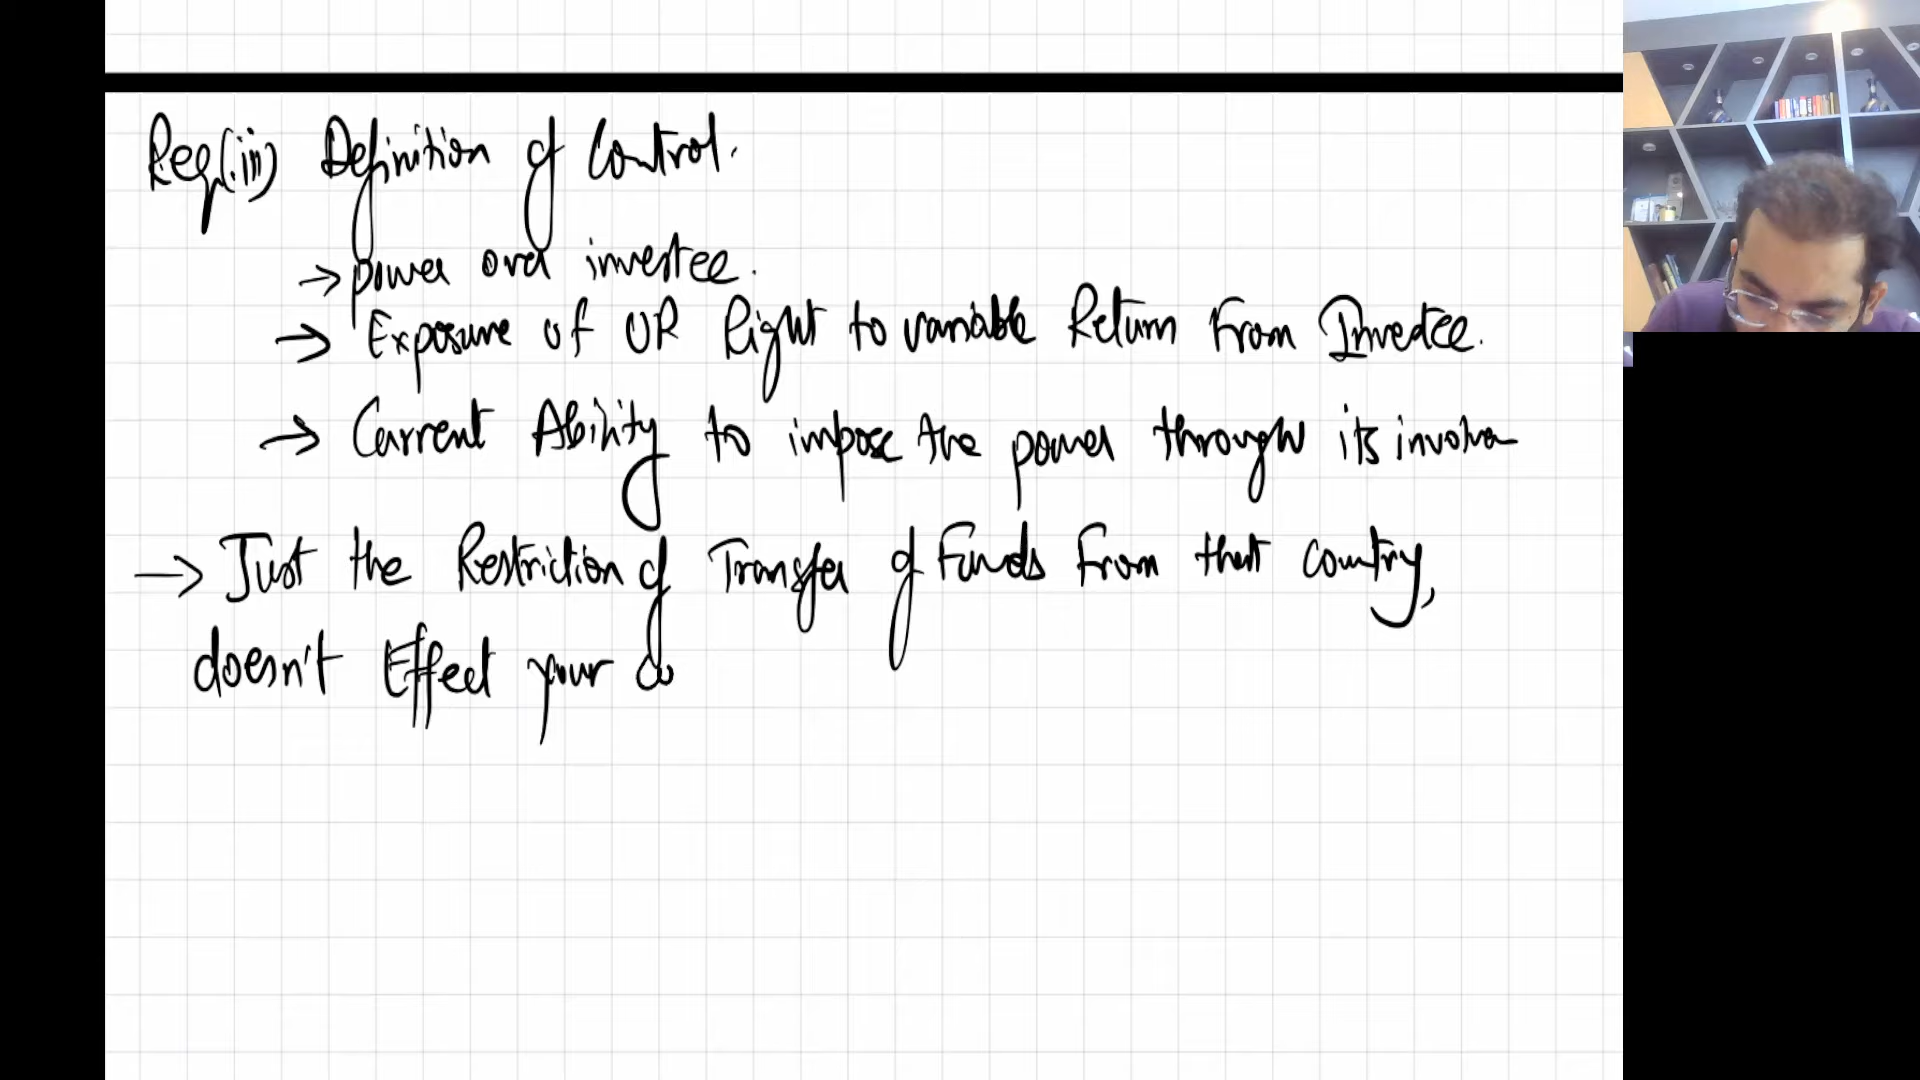 Req(iii) Definition of Control.
→ power over investee.
→ Exposure of OR Right to variable Return From Investee.
→ Current Ability to impose the power through its involve
→ Just the Restriction of Transfer of Funds From that country,
doesn't Effect your co